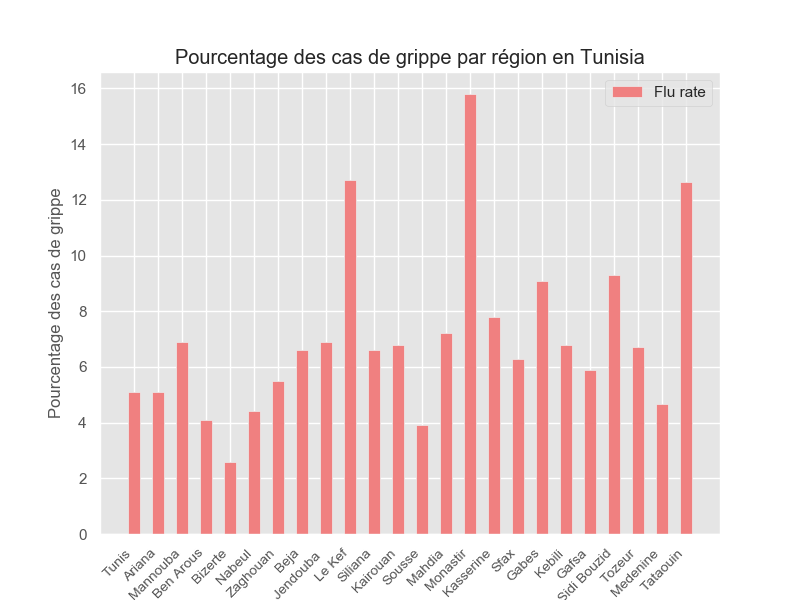 Pourcentage des cas de grippe par région en Tunisia
Flu rate
Pourcentage des cas de grippe
16
14
12
10
8
6
4
2
0
Tunis
Ariana
Mannouba
Ben Arous
Bizerte
Nabeul
Zaghouan
Beja
Jendouba
Le Kef
Siliana
Kairouan
Sousse
Mahdia
Monastir
Kasserine
Sfax
Gabes
Kebili
Gafsa
Sidi Bouzid
Tozeur
Medenine
Tataouin